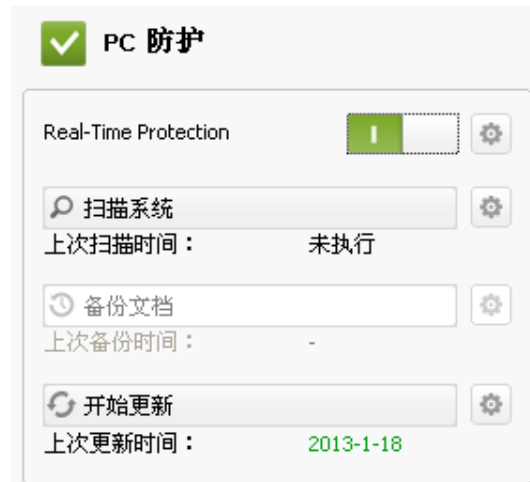 PC 防护
Real-Time Protection
扫描系统
上次扫描时间： 未执行
备份文档
上次备份时间： -
开始更新
上次更新时间： 2013-1-18